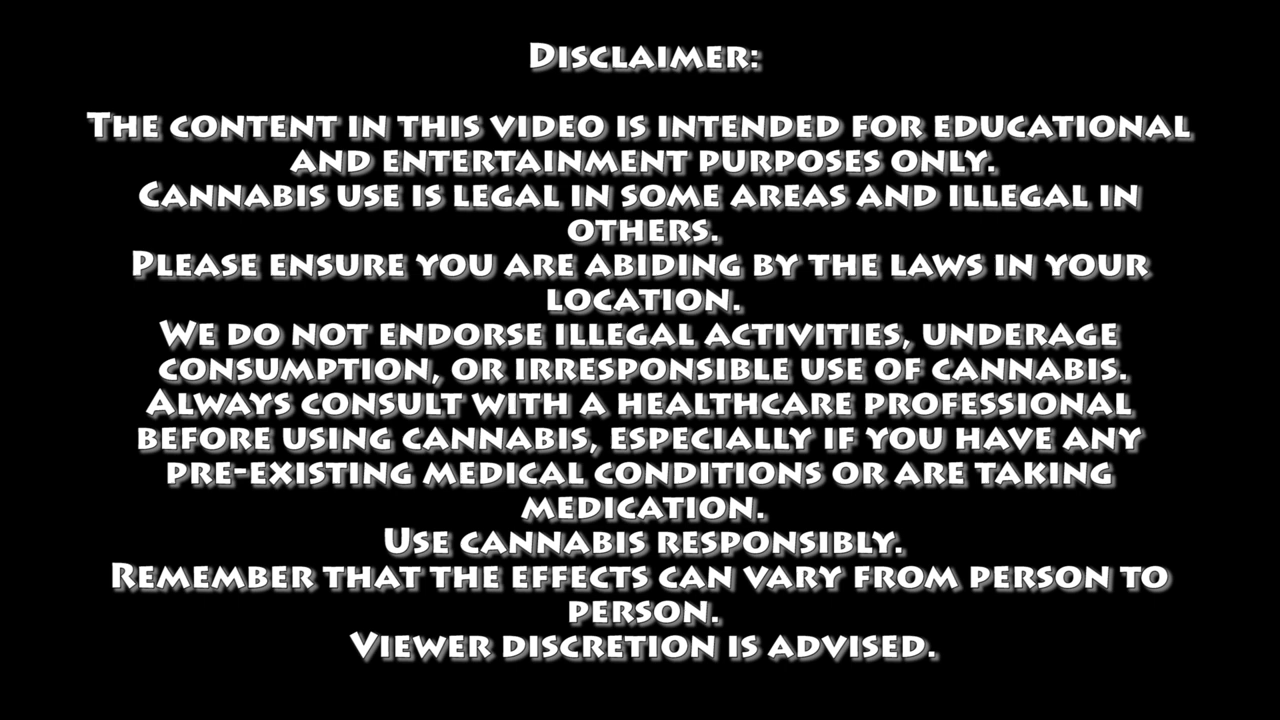 Disclaimer:
The content in this video is intended for educational
and entertainment purposes only.
Cannabis use is legal in some areas and illegal in
others.
Please ensure you are abiding by the laws in your
location.
We do not endorse illegal activities, underage
consumption, or irresponsible use of cannabis.
Always consult with a healthcare professional
before using cannabis, especially if you have any
pre-existing medical conditions or are taking
medication.
Use cannabis responsibly.
Remember that the effects can vary from person to
person.
Viewer discretion is advised.